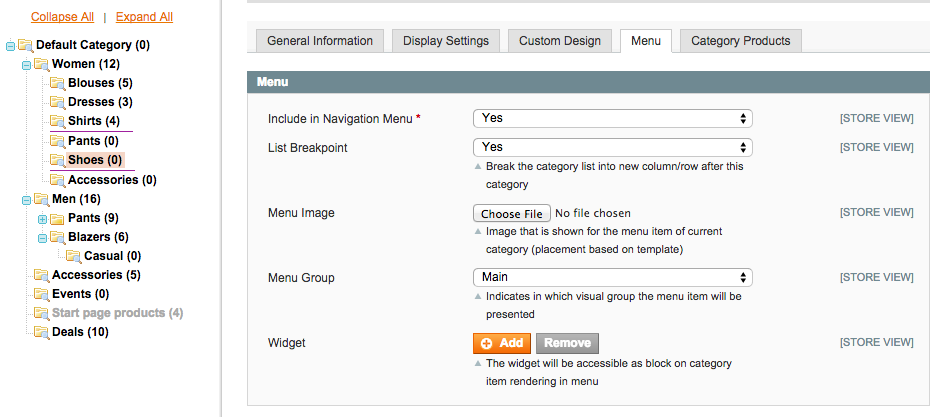 Collapse All | Expand All
Default Category (0)
Women (12)
Blouses (5)
Dresses (3)
Shirts (4)
Pants (0)
Shoes (0)
Accessories (0)
Men (16)
Pants (9)
Blazers (6)
Casual (0)
Accessories (5)
Events (0)
Start page products (4)
Deals (10)
General Information Display Settings Custom Design Menu Category Products
Menu
Include in Navigation Menu * Yes [STORE VIEW]
List Breakpoint Yes [STORE VIEW]
Break the category list into new column/row after this
category
Menu Image Choose File No file chosen [STORE VIEW]
Image that is shown for the menu item of current
category (placement based on template)
Menu Group Main [STORE VIEW]
Indicates in which visual group the menu item will be
presented
Widget Add Remove [STORE VIEW]
The widget will be accessible as block on category
item rendering in menu